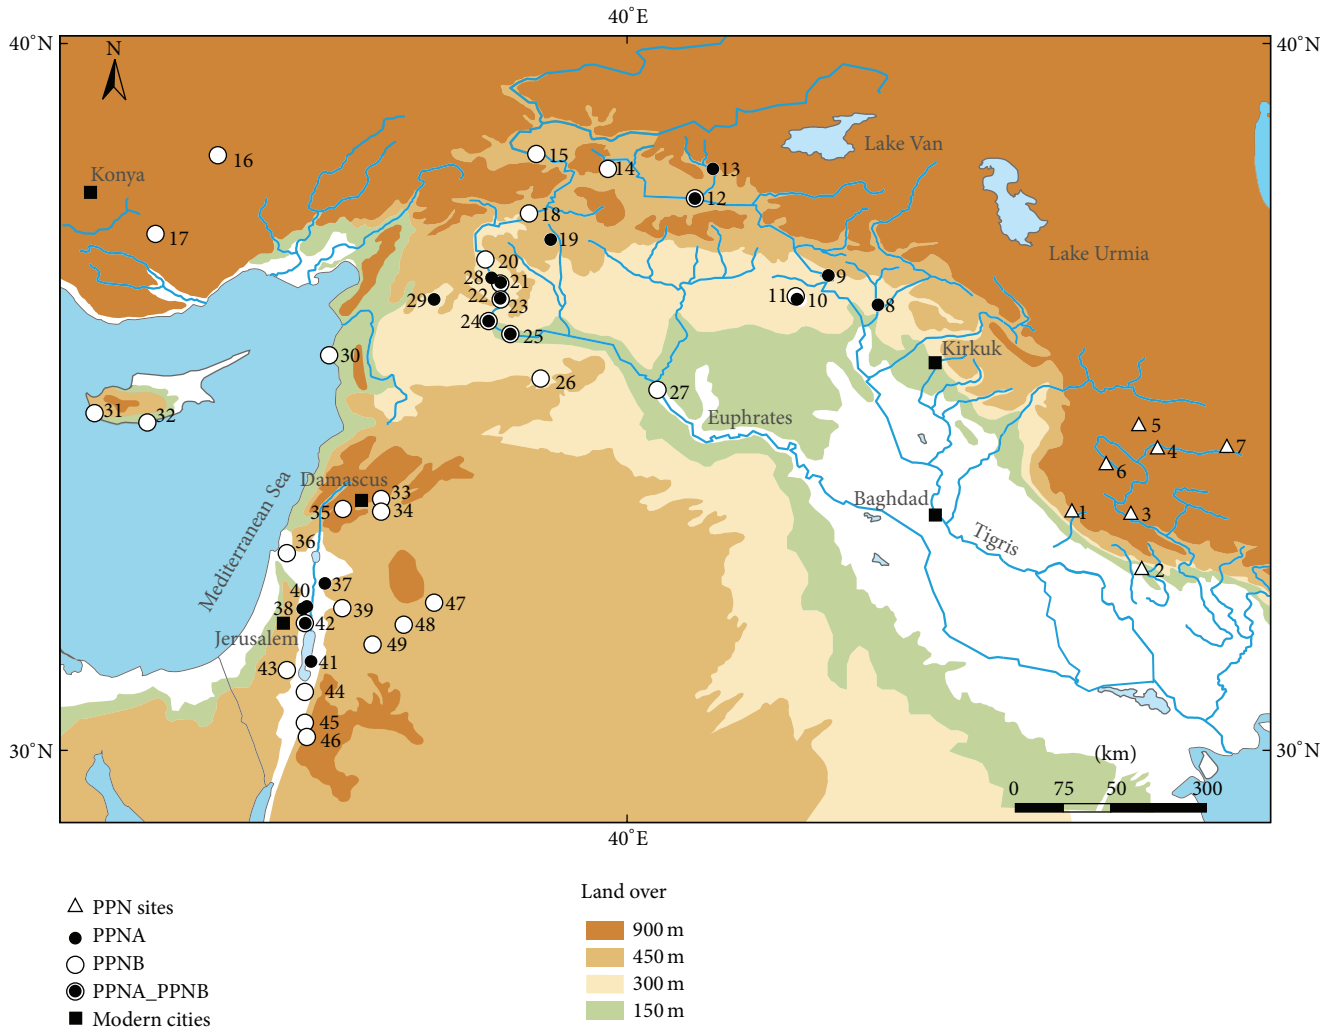 40°E
40°N
40°N
N
Lake Van
15
14
13
16
Konya
12
18
17
19
Lake Urmia
20
28
21
9
29
22
23
11
10
8
24
25
Kirkuk
30
26
27
31
32
Euphrates
5
4
7
6
Damascus
33
35
34
Baghdad
1
3
Mediterranean Sea
36
Tigris
2
37
40
38
39
47
42
48
Jerusalem
49
43
41
44
45
46
30°N
30°N
(km)
0 75 50 300
40°E
Land over
PPN sites
900 m
PPNA
450 m
PPNB
300 m
PPNA_PPNB
150 m
Modern cities